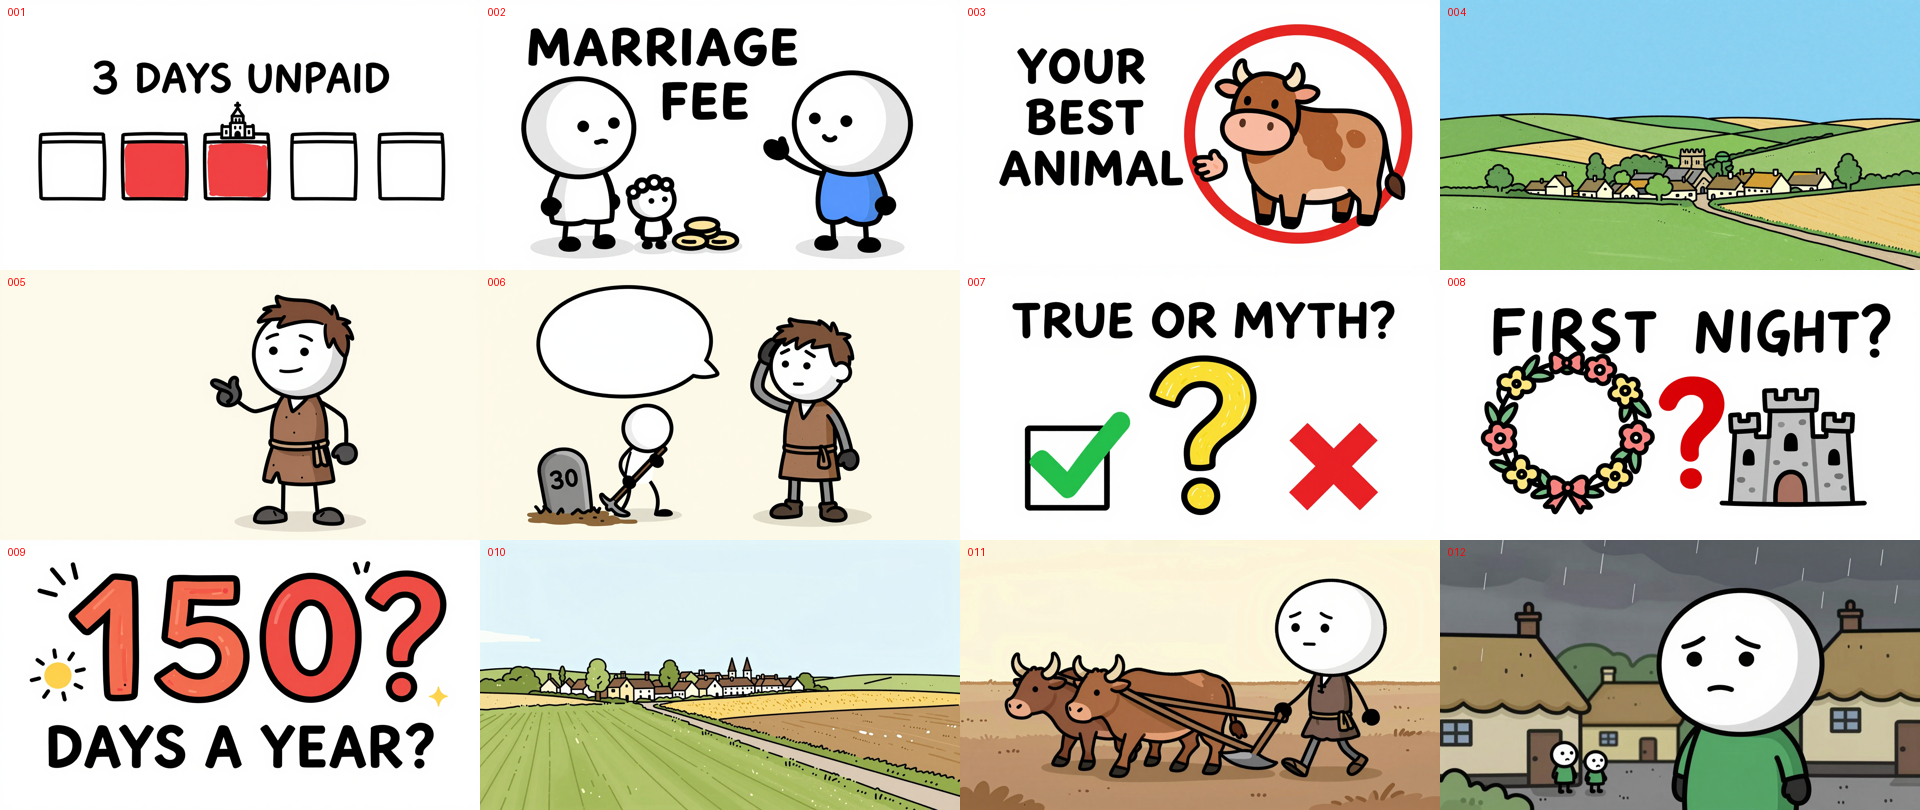 001
3 DAYS UNPAID
002
MARRIAGE
FEE
003
YOUR
BEST
ANIMAL
004
005
006
30
007
TRUE OR MYTH?
?
008
FIRST NIGHT?
?
009
150?
DAYS A YEAR?
010
011
012